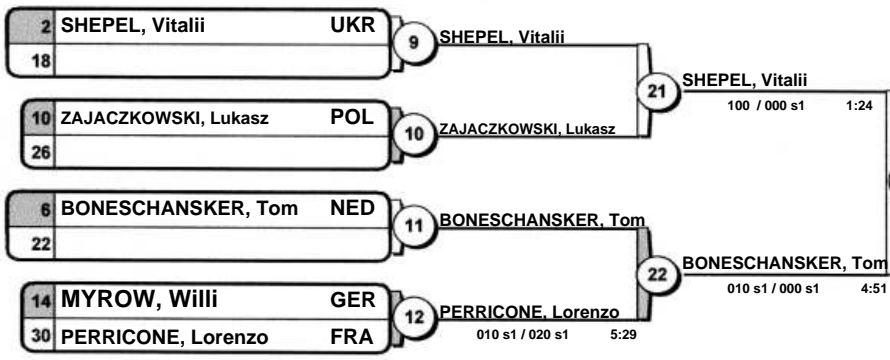 2 SHEPEL, Vitalii UKR
18
9 SHEPEL, Vitalii
10 ZAJACZKOWSKI, Lukasz POL
26
10 ZAJACZKOWSKI, Lukasz
21 SHEPEL, Vitalii
100 / 000 s1 1:24
6 BONESCHANSKER, Tom NED
22
11 BONESCHANSKER, Tom
14 MYROW, Willi GER
30 PERRICONE, Lorenzo FRA
12 PERRICONE, Lorenzo
010 s1 / 020 s1 5:29
22 BONESCHANSKER, Tom
010 s1 / 000 s1 4:51